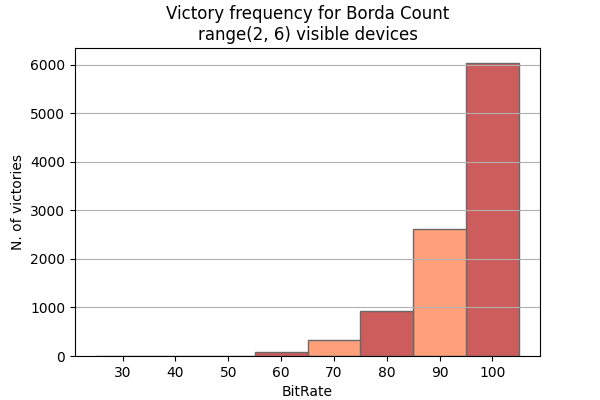 Victory frequency for Borda Count
range(2, 6) visible devices
6000
5000
4000
3000
2000
1000
0
N. of victories
30 40 50 60 70 80 90 100
BitRate